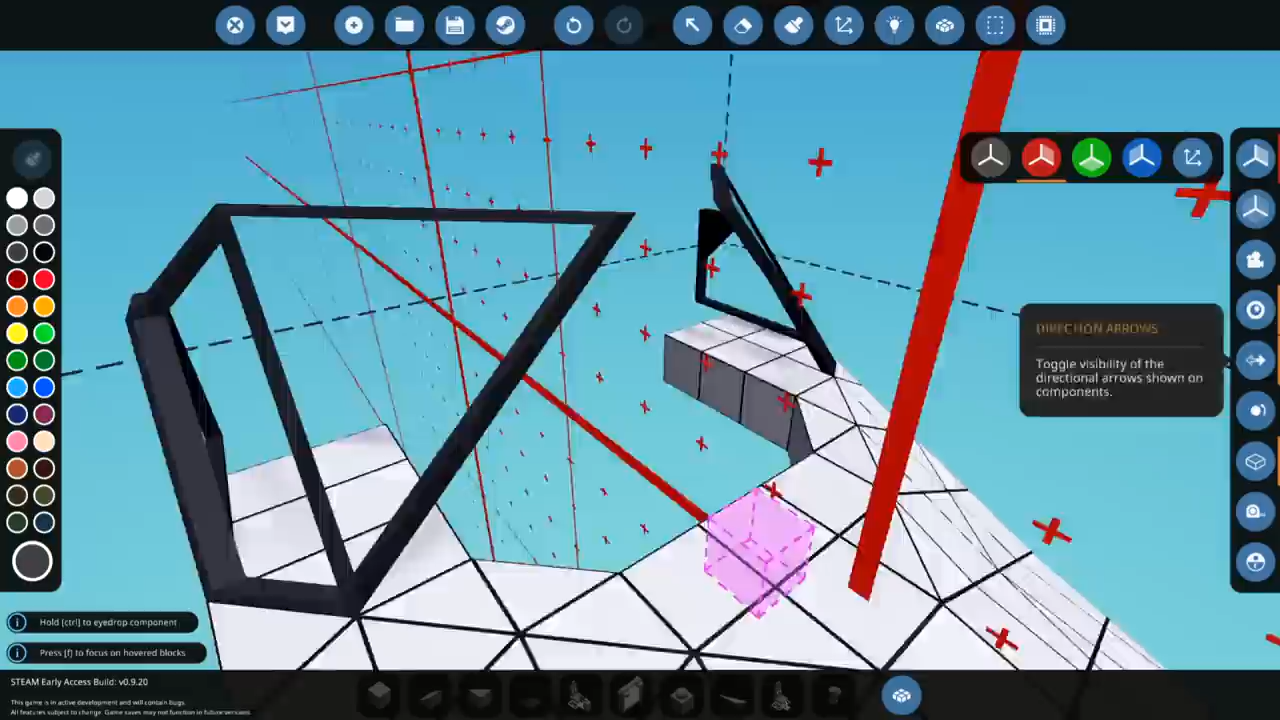 DIRECTION ARROWS
Toggle visibility of the
directional arrows shown on
components.
Hold [ctrl] to eyedrop component
Press [f] to focus on hovered blocks
STEAM Early Access Build: v0.9.20
This game is in active development and will contain bugs.
All features subject to change. Game saves may not function in future versions.